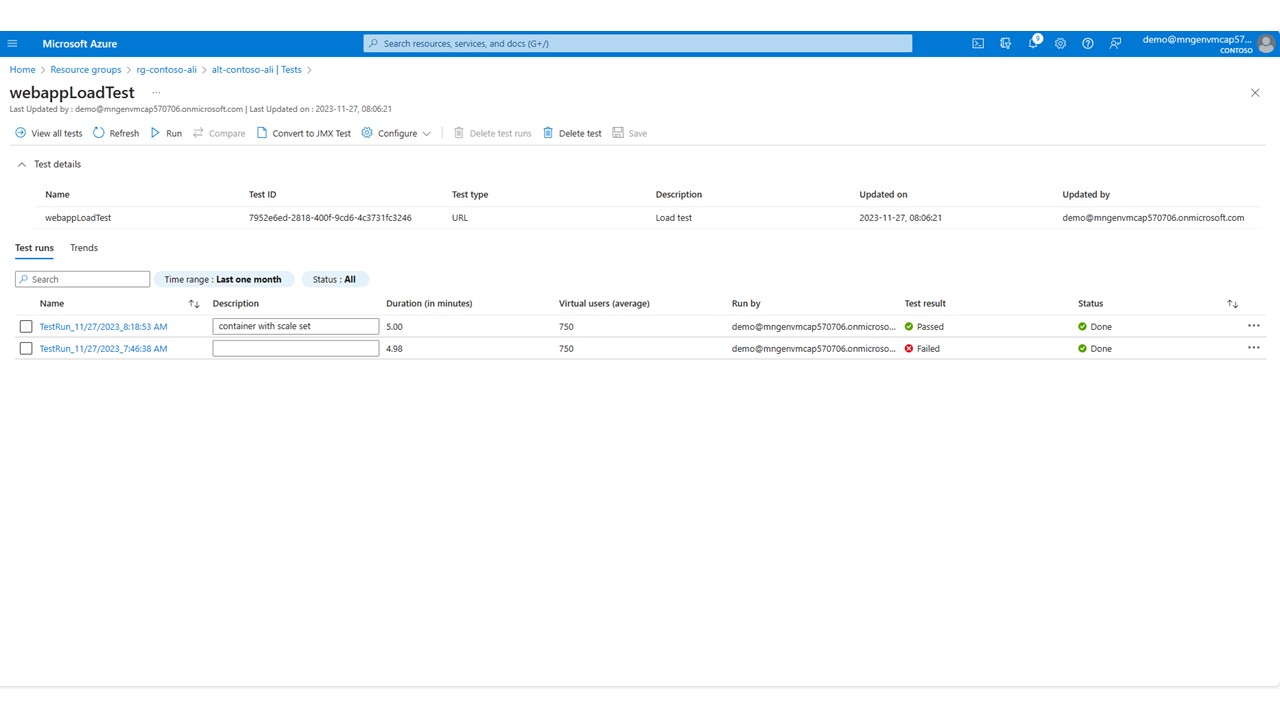 Microsoft Azure Search resources, services, and docs (G+/) 9 demo@mngenvmcap57...
CONTOSO
Home > Resource groups > rg-contoso-ali > alt-contoso-ali | Tests >
webappLoadTest ...
Last Updated by : demo@mngenvmcap570706.onmicrosoft.com | Last Updated on : 2023-11-27, 08:06:21
View all tests Refresh Run Compare Convert to JMX Test Configure Delete test runs Delete test Save
Test details
Name Test ID Test type Description Updated on Updated by
webappLoadTest 7952e6ed-2818-400f-9cd6-4c3731fc3246 URL Load test 2023-11-27, 08:06:21 demo@mngenvmcap570706.onmicrosoft.com
Test runs Trends
Search Time range : Last one month Status : All
Name Description Duration (in minutes) Virtual users (average) Run by Test result Status
TestRun_11/27/2023_8:18:53 AM container with scale set 5.00 750 demo@mngenvmcap570706.onmicroso... Passed Done ...
TestRun_11/27/2023_7:46:38 AM 4.98 750 demo@mngenvmcap570706.onmicroso... Failed Done ...